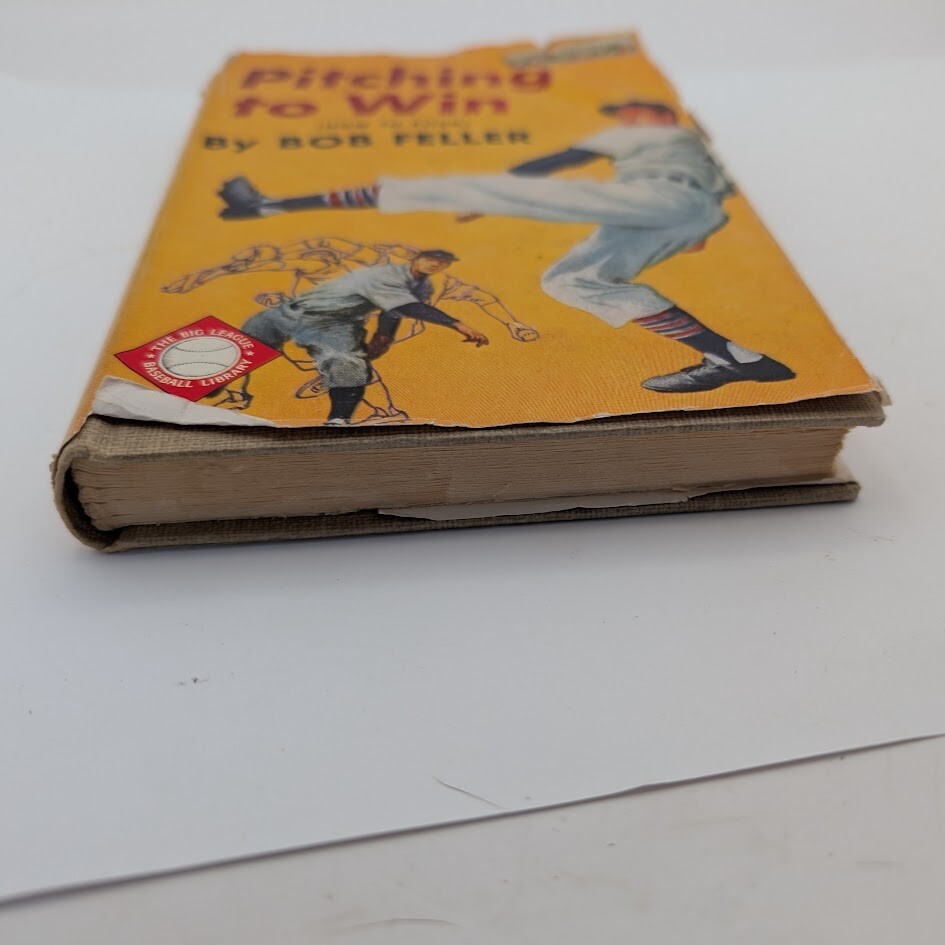 Pitching
to Win
By BOB FELLER
THE BIG LEAGUE
BASEBALL LIBRARY